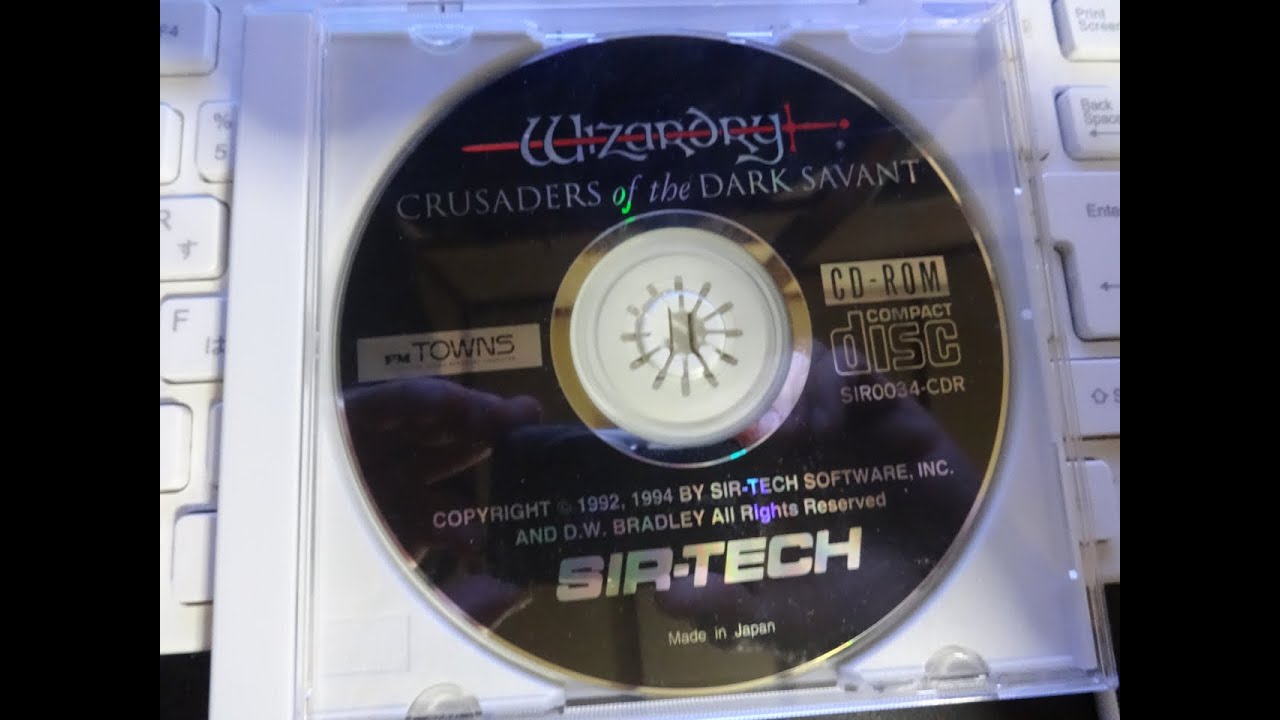 Wizardry
CRUSADERS of the DARK SAVANT
CD-ROM
COMPACT
disc
SIR0034-CDR
FM TOWNS
COPYRIGHT © 1992, 1994 BY SIR-TECH SOFTWARE, INC.
AND D.W. BRADLEY All Rights Reserved
SIR-TECH
Made in Japan
F4
%
5
R
す
F
は
Print
Screen
Back
Space
Ente
⇧ S